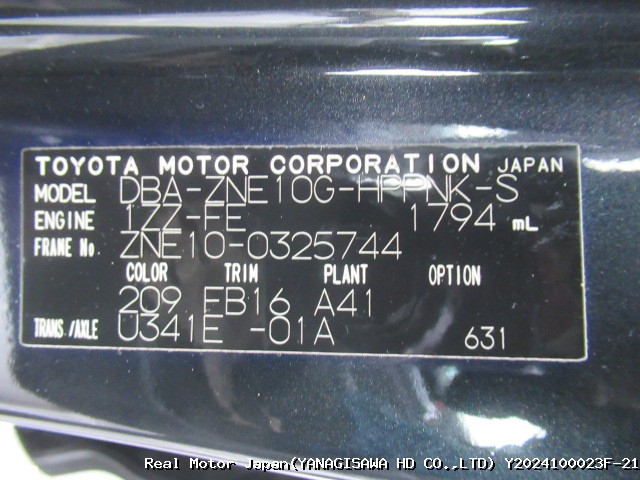 TOYOTA MOTOR CORPORATION JAPAN
MODEL DBA-ZNE10G-HPPNK-S
ENGINE 1ZZ-FE 1794 mL
FRAME No. ZNE10-0325744
COLOR TRIM PLANT OPTION
209 FB16 A41
TRANS./AXLE U341E -01A 631
Real Motor Japan(YANAGISAWA HD CO.,LTD) Y2024100023F-21